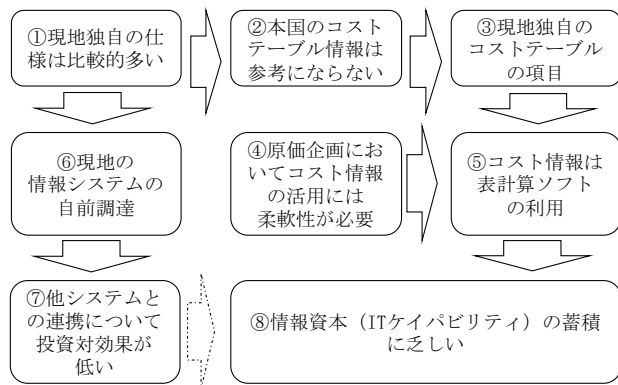 ①現地独自の仕
様は比較的多い
②本国のコスト
テーブル情報は
参考にならない
③現地独自の
コストテーブル
の項目
⑥現地の
情報システムの
自前調達
④原価企画にお
いてコスト情報
の活用には
柔軟性が必要
⑤コスト情報は
表計算ソフト
の利用
⑦他システムと
の連携について
投資対効果が
低い
⑧情報資本（ITケイパビリティ）の蓄積
に乏しい